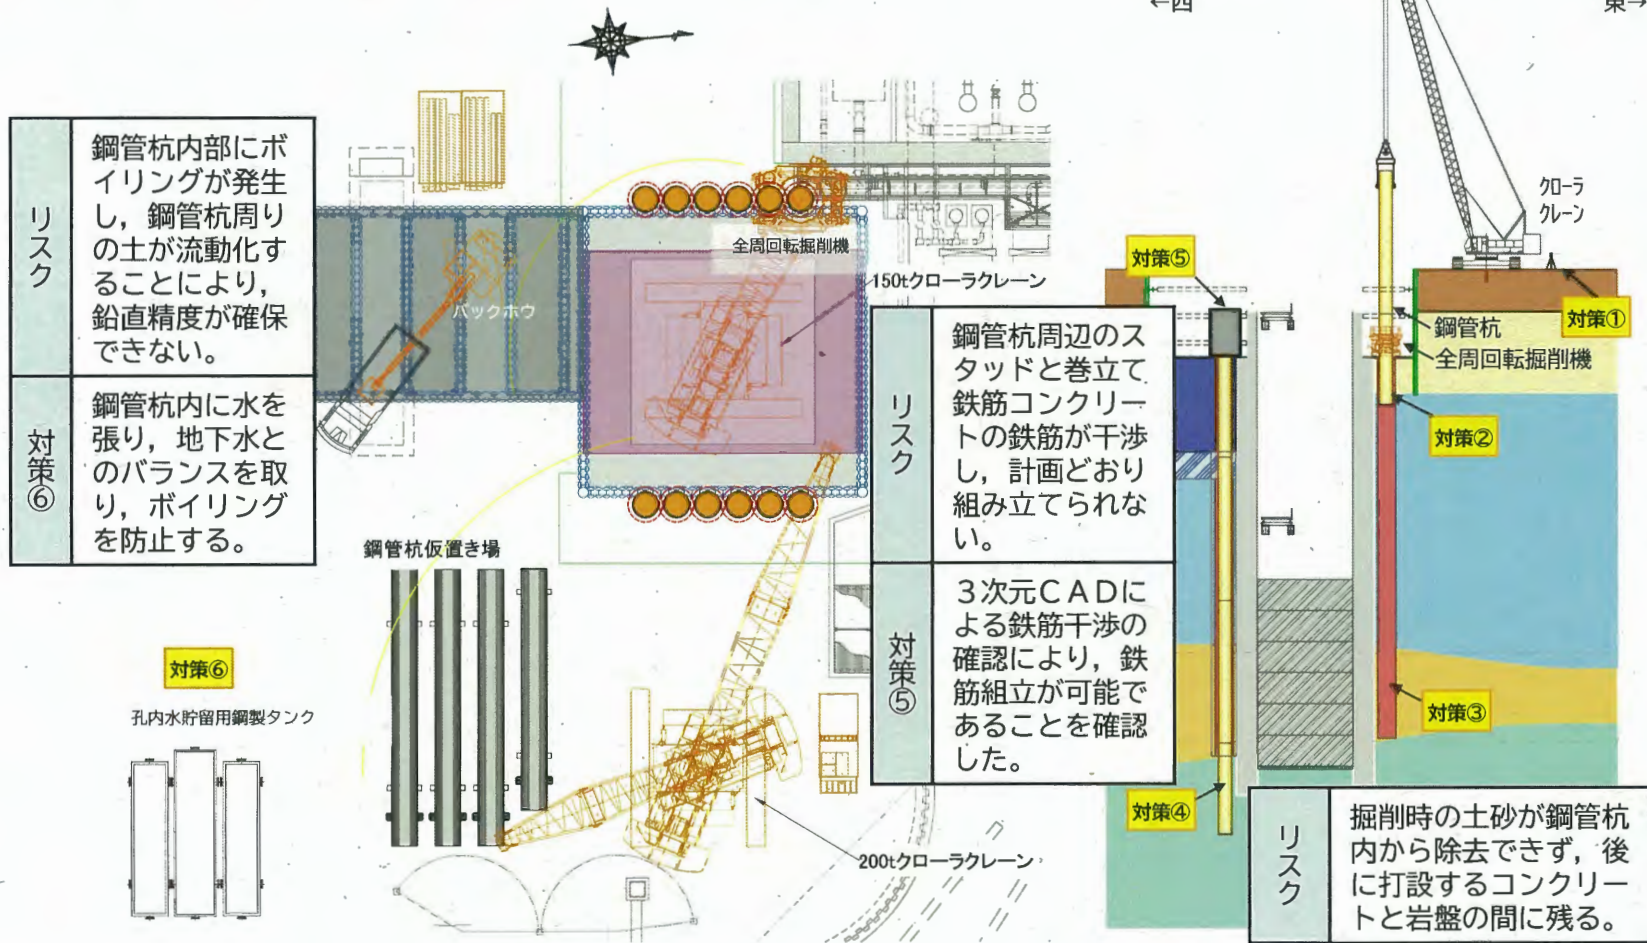 ←西
東→
リスク
鋼管杭内部にボ
イリングが発生
し，鋼管杭周り
の土が流動化す
ることにより，
鉛直精度が確保
できない。
対策⑥
鋼管杭内に水を
張り，地下水と
のバランスを取
り，ボイリング
を防止する。
バックホウ
全周回転掘削機
150tクローラクレーン
リスク
鋼管杭周辺のス
タッドと巻立て
鉄筋コンクリー
トの鉄筋が干渉
し，計画どおり
組み立てられな
い。
対策⑤
３次元ＣＡＤに
よる鉄筋干渉の
確認により，鉄
筋組立が可能で
あることを確認
した。
鋼管杭仮置き場
対策⑥
孔内水貯留用鋼製タンク
200tクローラクレーン
クローラ
クレーン
対策⑤
対策①
鋼管杭
全周回転掘削機
対策②
対策③
対策④
リスク
掘削時の土砂が鋼管杭
内から除去できず，後
に打設するコンクリー
トと岩盤の間に残る。